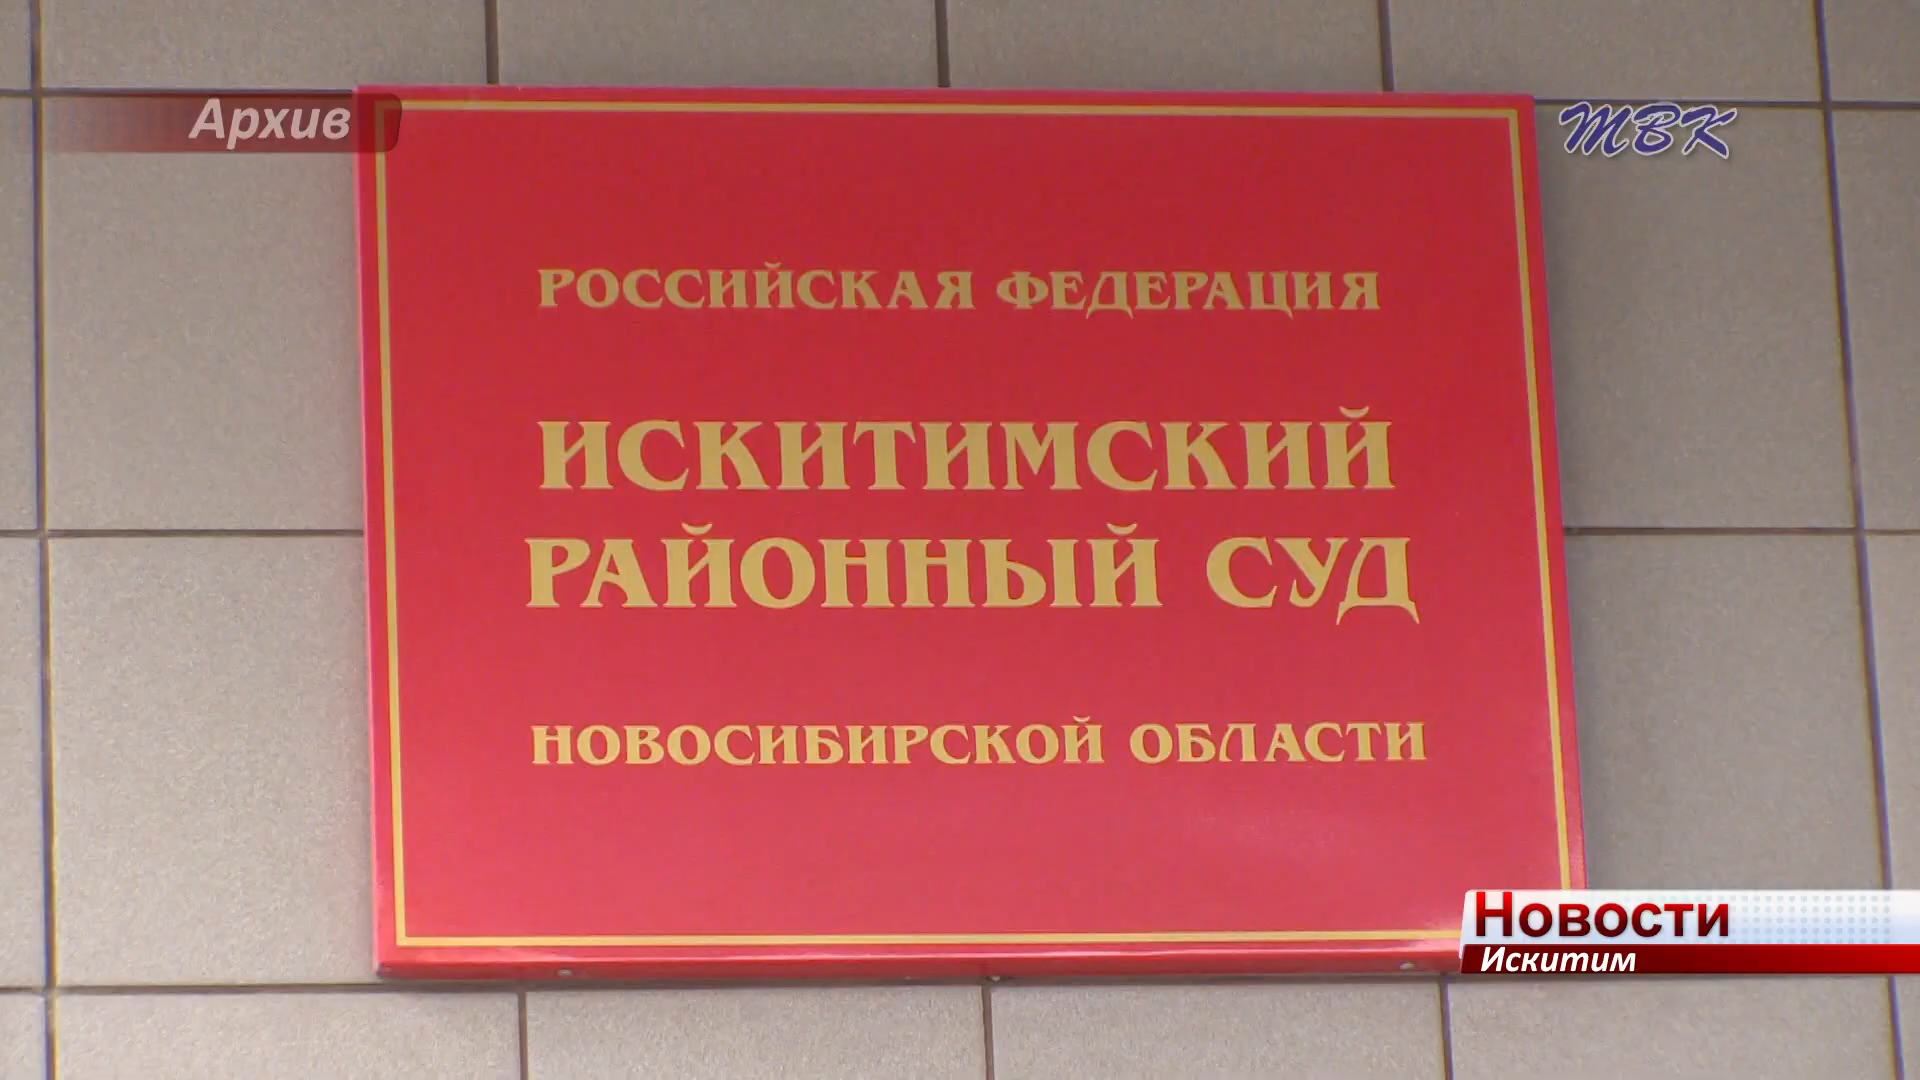 Архив
ТВК
РОССИЙСКАЯ ФЕДЕРАЦИЯ
ИСКИТИМСКИЙ
РАЙОННЫЙ СУД
НОВОСИБИРСКОЙ ОБЛАСТИ
Новости
Искитим